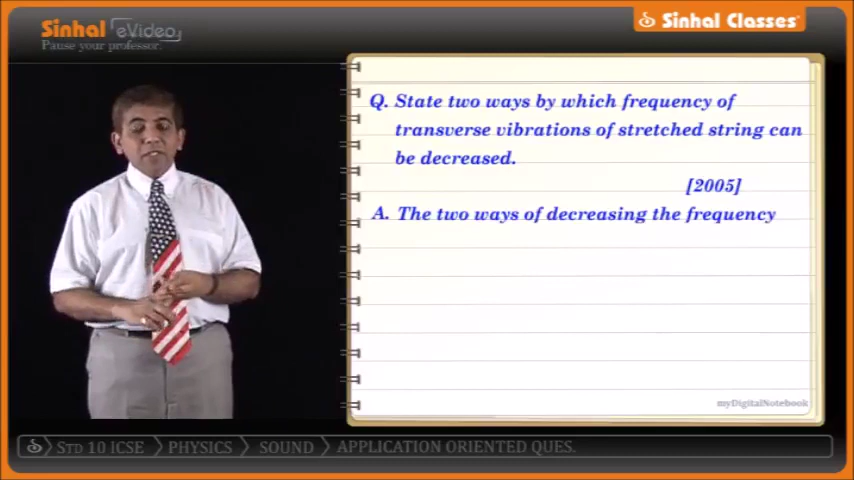 Sinhal eVideo
Pause your professor.
Sinhal Classes
Q. State two ways by which frequency of
transverse vibrations of stretched string can
be decreased.
[2005]
A. The two ways of decreasing the frequency
myDigitalNotebook
STD 10 ICSE PHYSICS SOUND APPLICATION ORIENTED QUES.